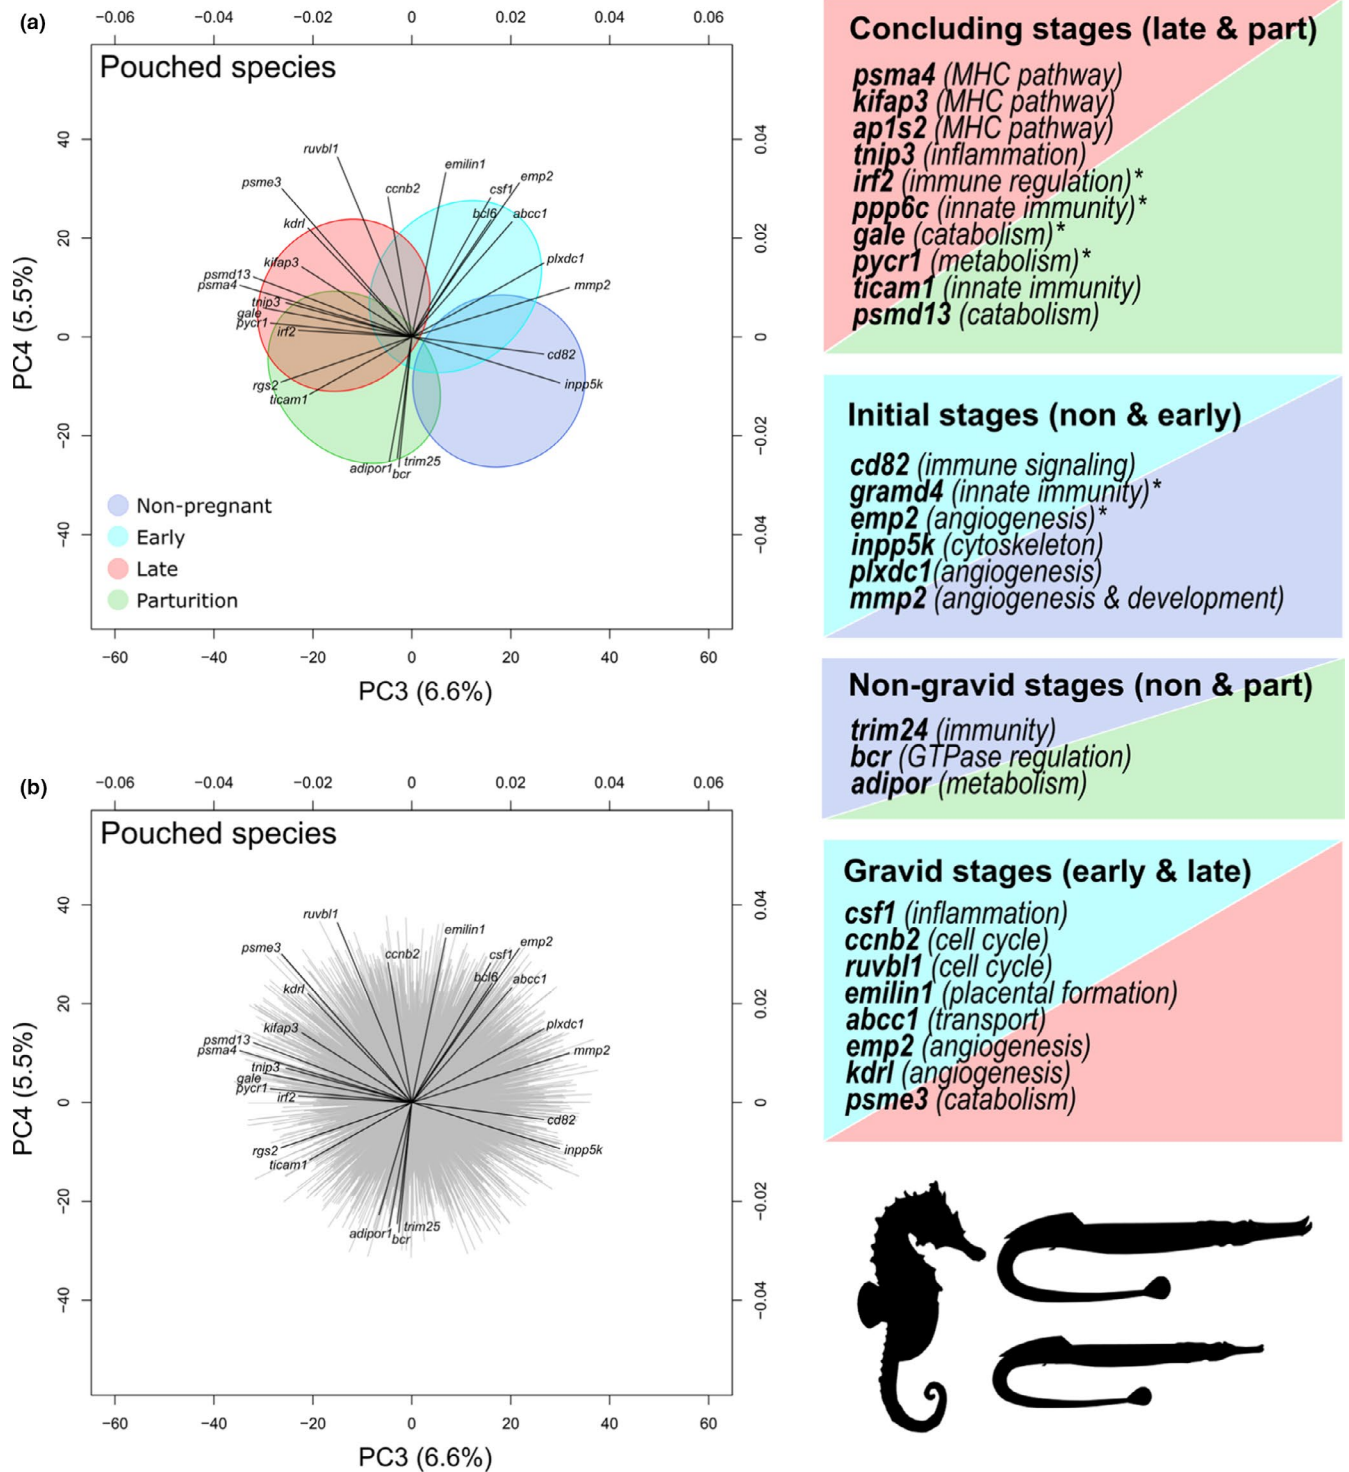 (a)
−0.06 −0.04 −0.02 0 0.02 0.04 0.06
Pouched species
ruvbl1
emilin1
psme3
ccnb2
csf1
emp2
bcl6
abcc1
kdrl
kifap3
plxdc1
psmd13
psma4
mmp2
tnip3
gale
pycr1
irf2
cd82
rgs2
inpp5k
ticam1
adipor1
bcr
trim25
Non-pregnant
Early
Late
Parturition
40
20
0
−20
−40
PC4 (5.5%)
0.04
0.02
0
−0.02
−0.04
−60 −40 −20 0 20 40 60
PC3 (6.6%)
(b)
−0.06 −0.04 −0.02 0 0.02 0.04 0.06
Pouched species
ruvbl1
emilin1
psme3
ccnb2
csf1
emp2
bcl6
abcc1
kdrl
kifap3
plxdc1
psmd13
psma4
mmp2
tnip3
gale
pycr1
irf2
cd82
rgs2
inpp5k
ticam1
adipor1
bcr
trim25
40
20
0
−20
−40
PC4 (5.5%)
0.04
0.02
0
−0.02
−0.04
−60 −40 −20 0 20 40 60
PC3 (6.6%)
Concluding stages (late & part)
psma4 (MHC pathway)
kifap3 (MHC pathway)
ap1s2 (MHC pathway)
tnip3 (inflammation)
irf2 (immune regulation)*
ppp6c (innate immunity)*
gale (catabolism)*
pycr1 (metabolism)*
ticam1 (innate immunity)
psmd13 (catabolism)
Initial stages (non & early)
cd82 (immune signaling)
gramd4 (innate immunity)*
emp2 (angiogenesis)*
inpp5k (cytoskeleton)
plxdc1(angiogenesis)
mmp2 (angiogenesis & development)
Non-gravid stages (non & part)
trim24 (immunity)
bcr (GTPase regulation)
adipor (metabolism)
Gravid stages (early & late)
csf1 (inflammation)
ccnb2 (cell cycle)
ruvbl1 (cell cycle)
emilin1 (placental formation)
abcc1 (transport)
emp2 (angiogenesis)
kdrl (angiogenesis)
psme3 (catabolism)